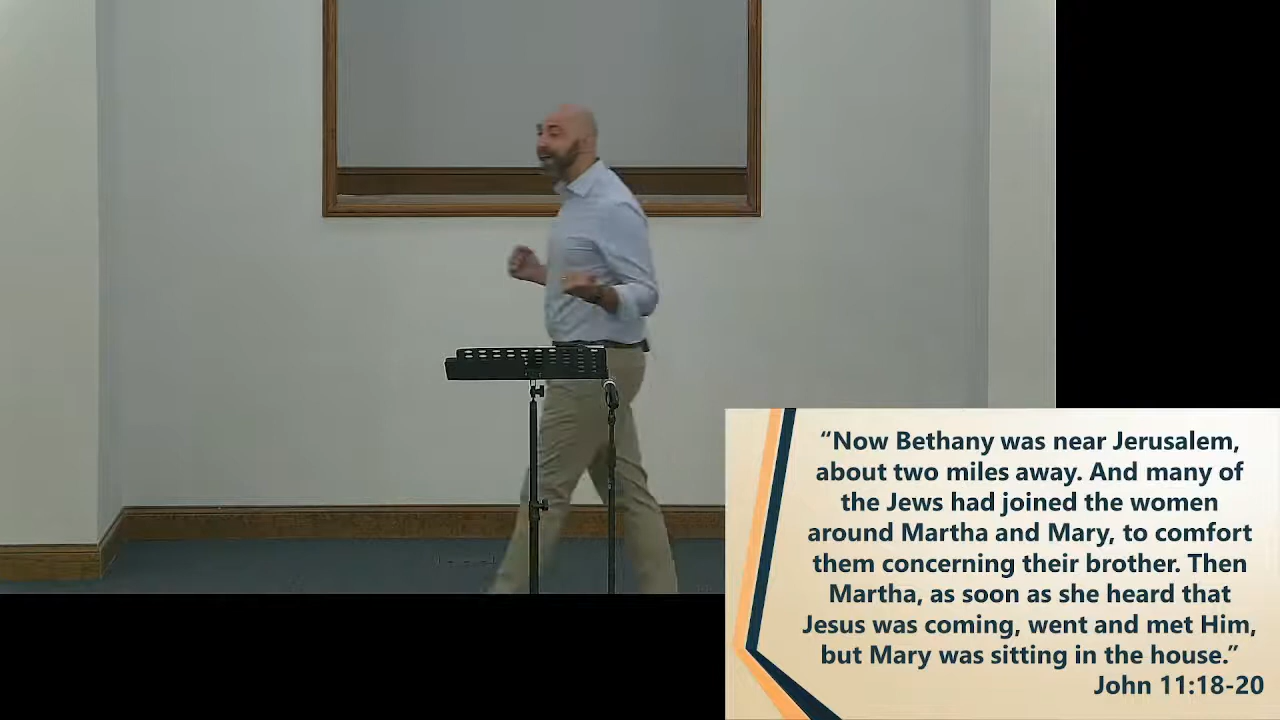 “Now Bethany was near Jerusalem,
about two miles away. And many of
the Jews had joined the women
around Martha and Mary, to comfort
them concerning their brother. Then
Martha, as soon as she heard that
Jesus was coming, went and met Him,
but Mary was sitting in the house.”
John 11:18-20